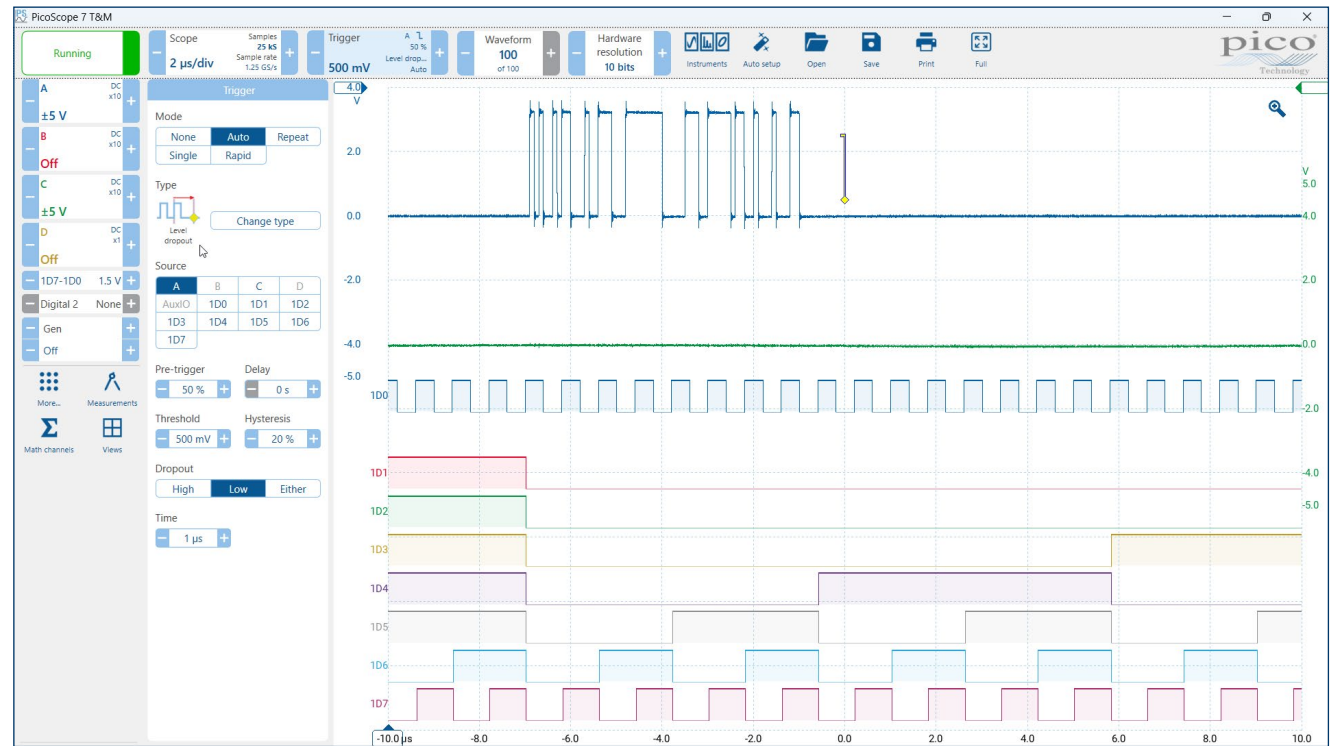 PicoScope 7 T&M
Running
Scope
2 µs/div
Samples
25 kS
Sample rate
1.25 GS/s
Trigger
500 mV
A
50 %
Level drop...
Auto
Waveform
100
of 100
Hardware
resolution
10 bits
Instruments
Auto setup
Open
Save
Print
Full
pico
Technology
A
DC
x10
±5 V
B
DC
x10
Off
C
DC
x10
±5 V
D
DC
x1
Off
1D7-1D0 1.5 V
Digital 2 None
Gen
Off
More...
Measurements
Math channels
Views
Trigger
Mode
None Auto Repeat
Single Rapid
Type
Level
dropout
Change type
Source
A B C D
AuxIO 1D0 1D1 1D2
1D3 1D4 1D5 1D6
1D7
Pre-trigger Delay
50 % 0 s
Threshold Hysteresis
500 mV 20 %
Dropout
High Low Either
Time
1 µs
4.0
V
2.0
0.0
-2.0
-4.0
-5.0
1D0
1D1
1D2
1D3
1D4
1D5
1D6
1D7
V
5.0
4.0
2.0
0.0
-2.0
-4.0
-5.0
-10.0 µs -8.0 -6.0 -4.0 -2.0 0.0 2.0 4.0 6.0 8.0 10.0